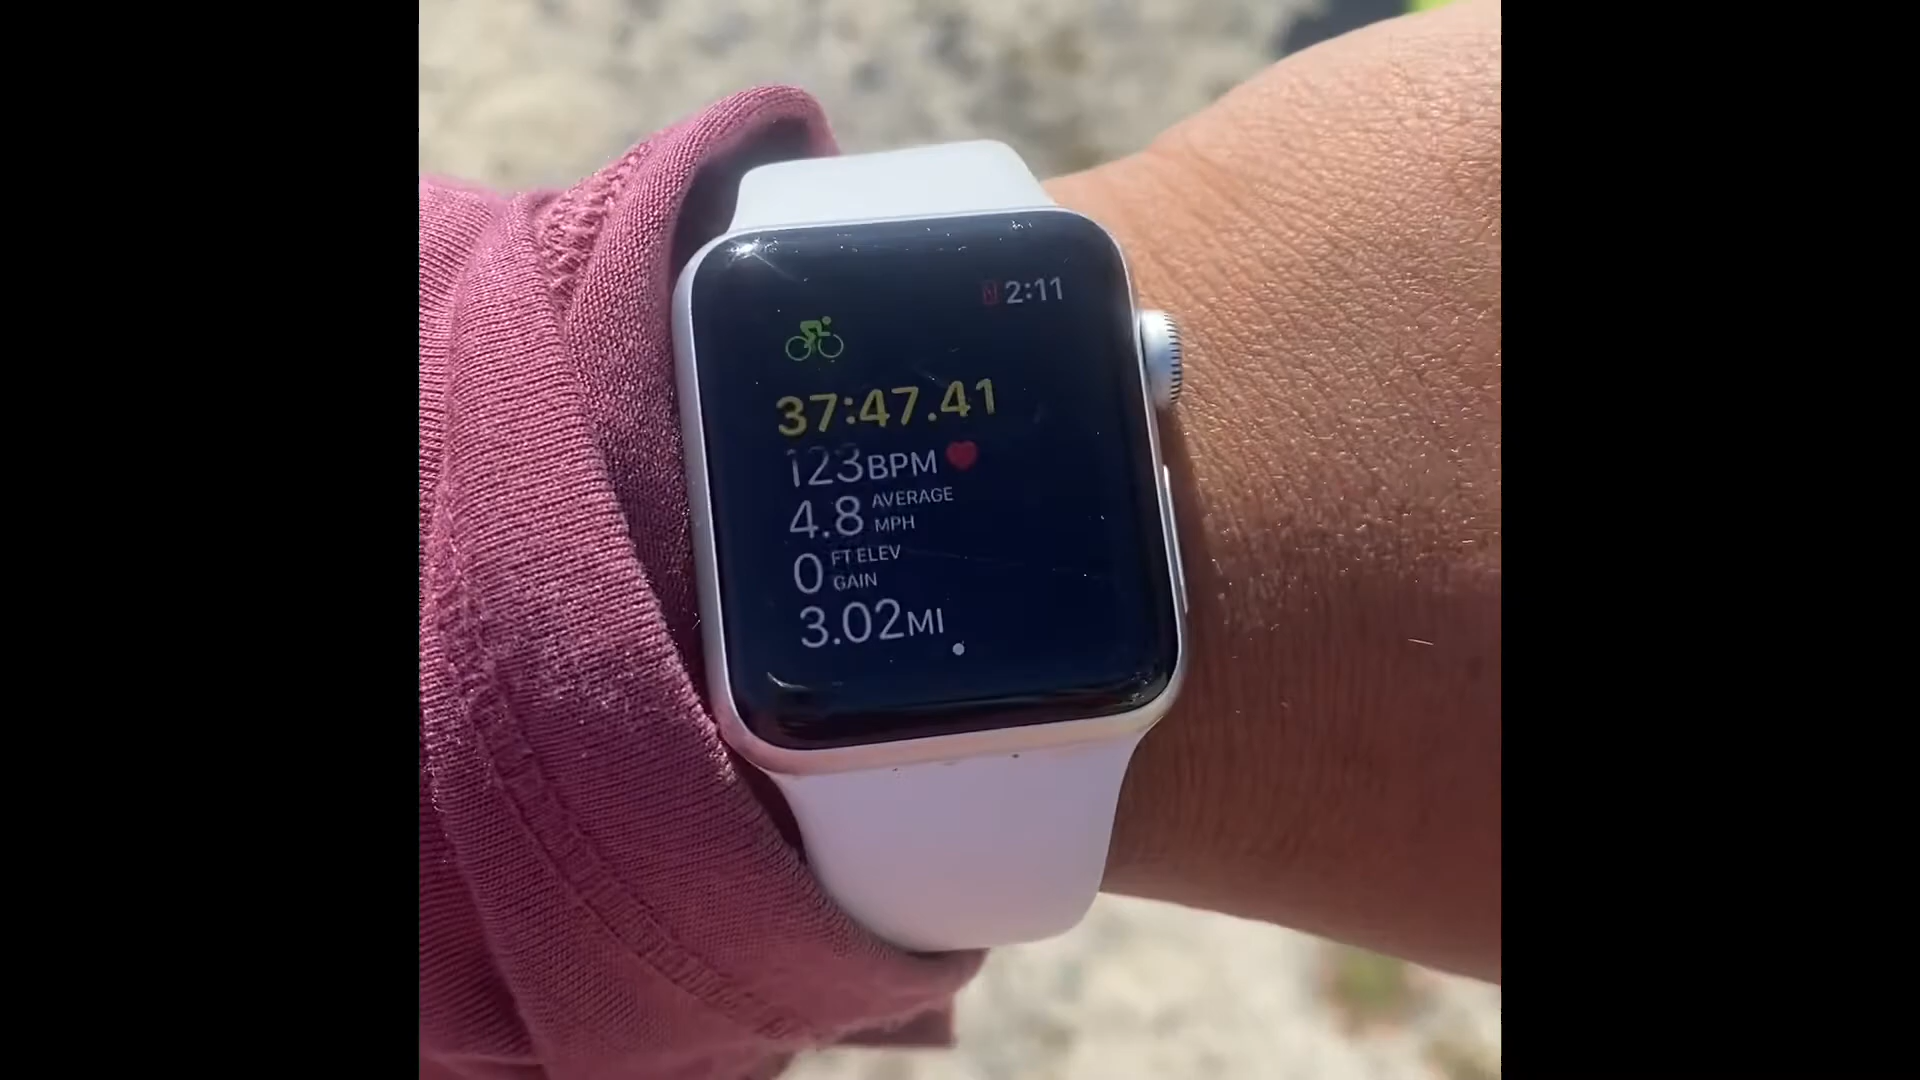 2:11
37:47.41
123BPM
4.8 AVERAGE
MPH
0 FT ELEV
GAIN
3.02MI